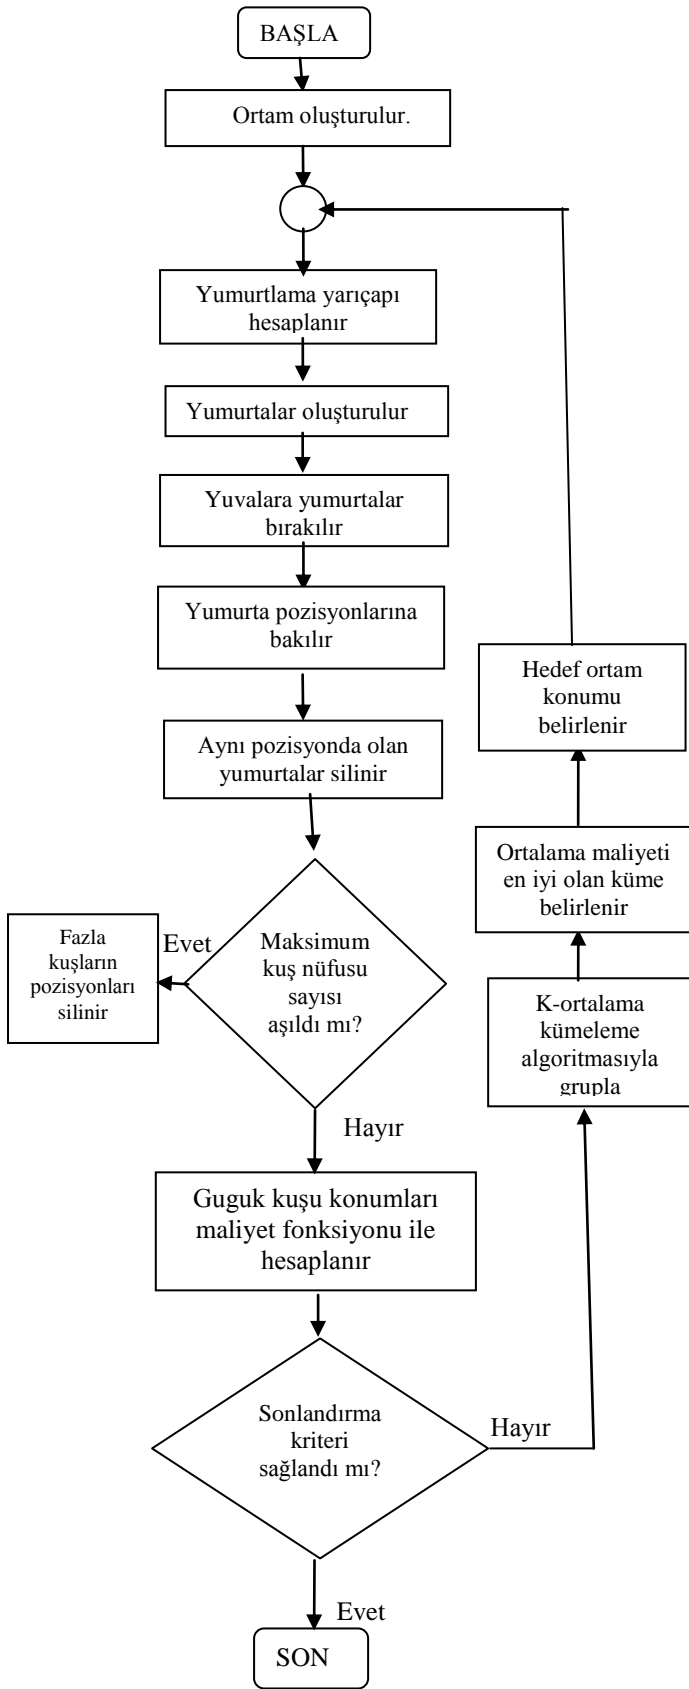 BAŞLA
Ortam oluşturulur.
Yumurtlama yarıçapı
hesaplanır
Yumurtalar oluşturulur
Yuvalara yumurtalar
bırakılır
Yumurta pozisyonlarına
bakılır
Aynı pozisyonda olan
yumurtalar silinir
Maksimum
kuş nüfusu
sayısı
aşıldı mı?
Evet
Fazla
kuşların
pozisyonları
silinir
Hayır
Guguk kuşu konumları
maliyet fonksiyonu ile
hesaplanır
Sonlandırma
kriteri
sağlandı mı?
Hayır
K-ortalama
kümeleme
algoritmasıyla
grupla
Ortalama maliyeti
en iyi olan küme
belirlenir
Hedef ortam
konumu
belirlenir
Evet
SON